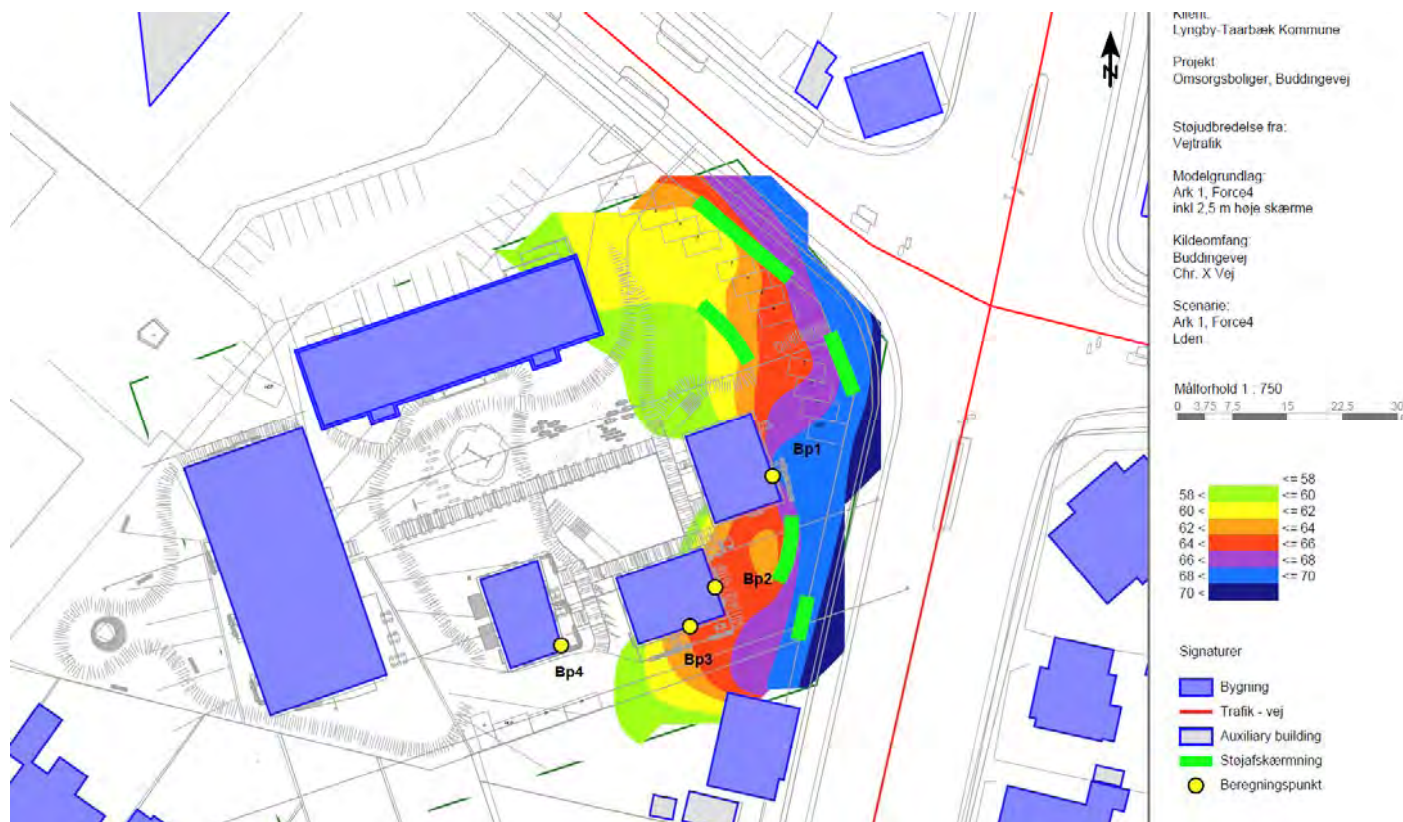 Klient:
Lyngby-Taarbæk Kommune
Projekt
Omsorgsboliger, Buddingevej
Støjudbredelse fra:
Vejtrafik
Modelgrundlag:
Ark 1, Force4
inkl 2,5 m høje skærme
Kildeomfang:
Buddingevej
Chr. X Vej
Scenarie:
Ark 1, Force4
Lden
Målforhold 1 : 750
0 3,75 7,5 15 22,5 30
<= 58
58 < <= 60
60 < <= 62
62 < <= 64
64 < <= 66
66 < <= 68
68 < <= 70
70 <
Signaturer
Bygning
Trafik - vej
Auxiliary building
Støjafskærmning
Beregningspunkt
N
Bp1
Bp2
Bp3
Bp4